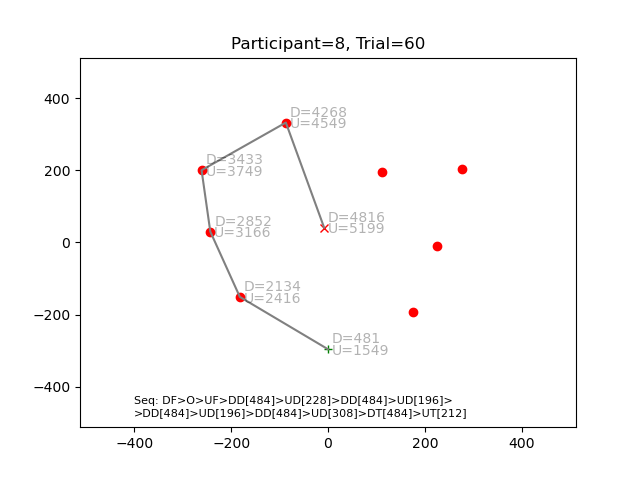 Participant=8, Trial=60
400
200
0
−200
−400
D=4268
U=4549
D=3433
U=3749
D=2852
U=3166
D=4816
U=5199
D=2134
U=2416
D=481
U=1549
Seq: DF>O>UF>DD[484]>UD[228]>DD[484]>UD[196]>
>DD[484]>UD[196]>DD[484]>UD[308]>DT[484]>UT[212]
−400 −200 0 200 400